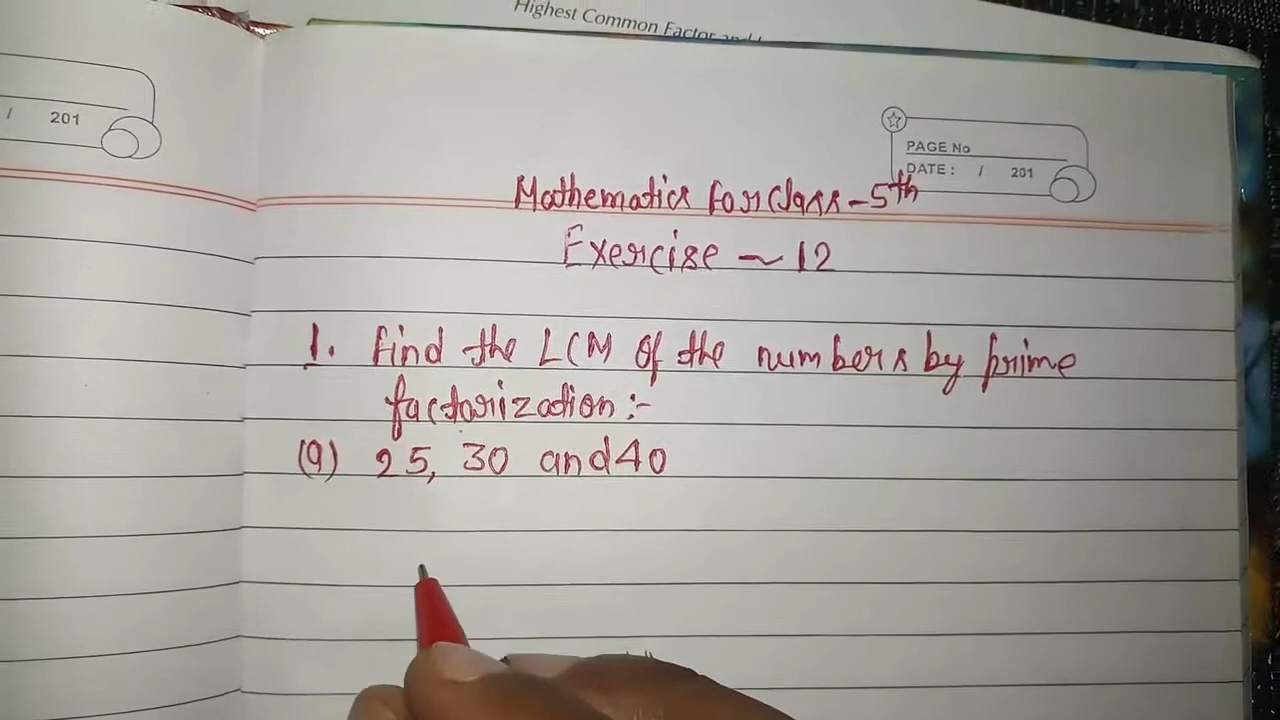 Highest Common Factor and
/ 201
PAGE No
DATE: / 201
Mathematics For Class - 5th
Exercise ~ 12
1. Find the LCM of the numbers by prime
factorization :-
(a) 25, 30 and 40